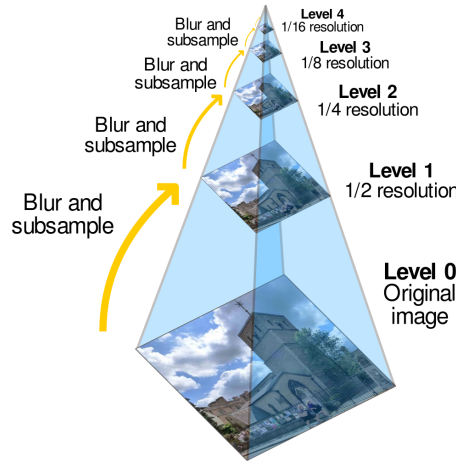 Blur and
subsample
Level 4
1/16 resolution
Blur and
subsample
Level 3
1/8 resolution
Blur and
subsample
Level 2
1/4 resolution
Blur and
subsample
Level 1
1/2 resolution
Level 0
Original
image